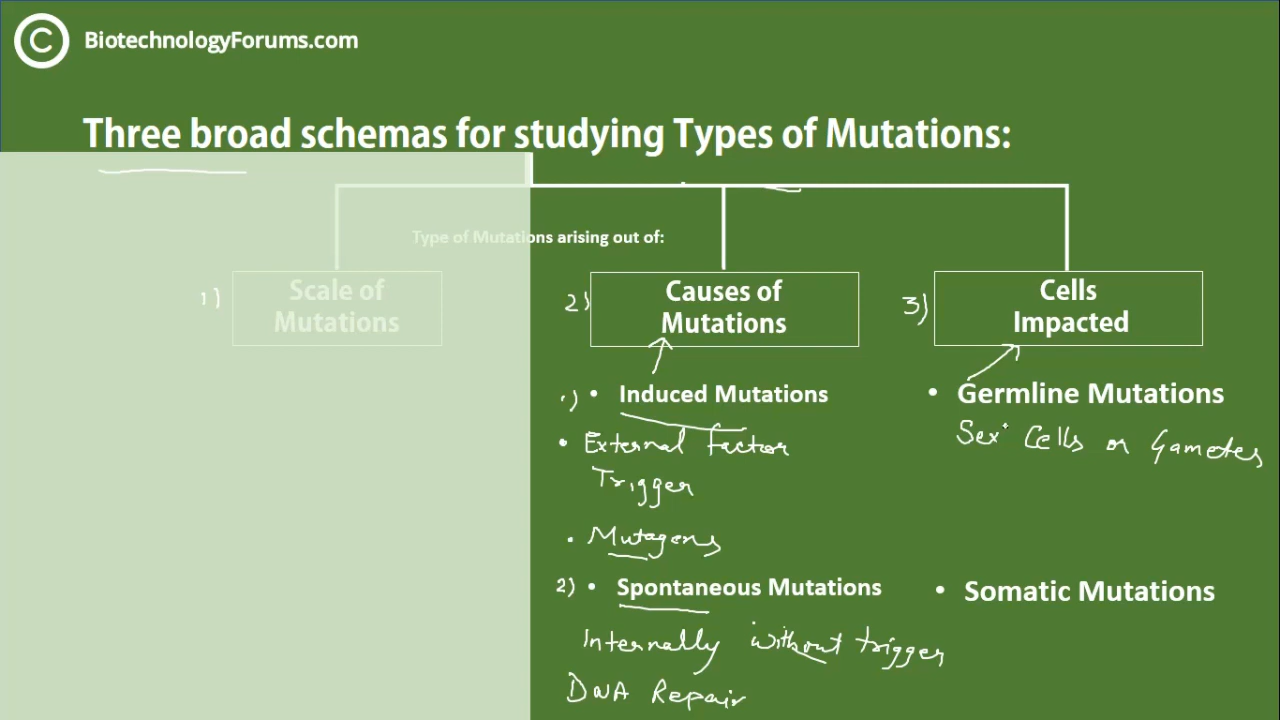 © BiotechnologyForums.com
Three broad schemas for studying Types of Mutations:
Type of Mutations arising out of:
1) Scale of
Mutations
2) Causes of
Mutations
1) • Induced Mutations
• External factor
Trigger
• Mutagens
2) • Spontaneous Mutations
Internally without trigger
DNA Repair
3) Cells
Impacted
• Germline Mutations
Sex Cells or Gametes
• Somatic Mutations